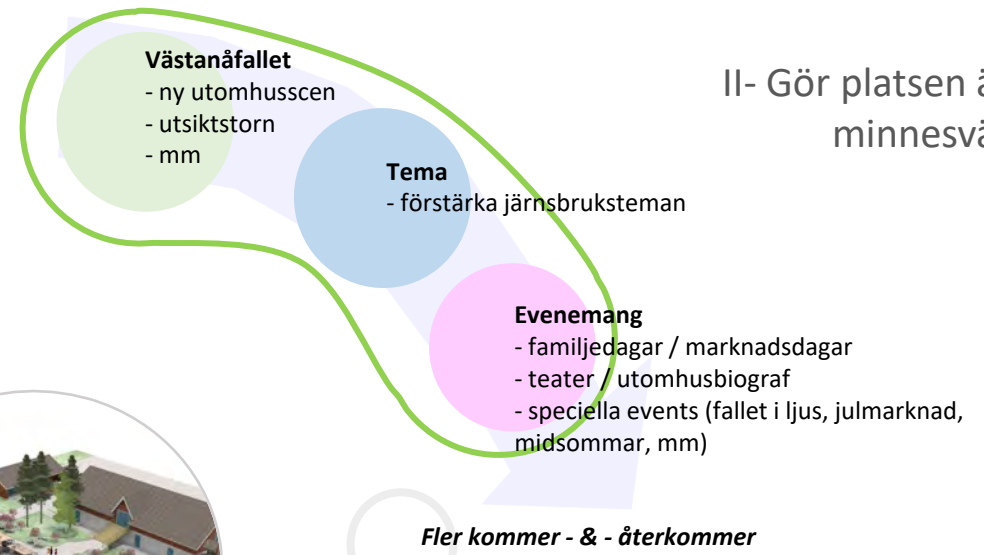 II- Gör platsen
Västanåfallet
- ny utomhusscen
- utsiktstorn
- mm
Tema
- förstärka järnsbruksteman
Evenemang
- familjedagar / marknadsdagar
- teater / utomhusbiograf
- speciella events (fallet i ljus, julmarknad,
midsommar, mm)
Fler kommer - & - återkommer